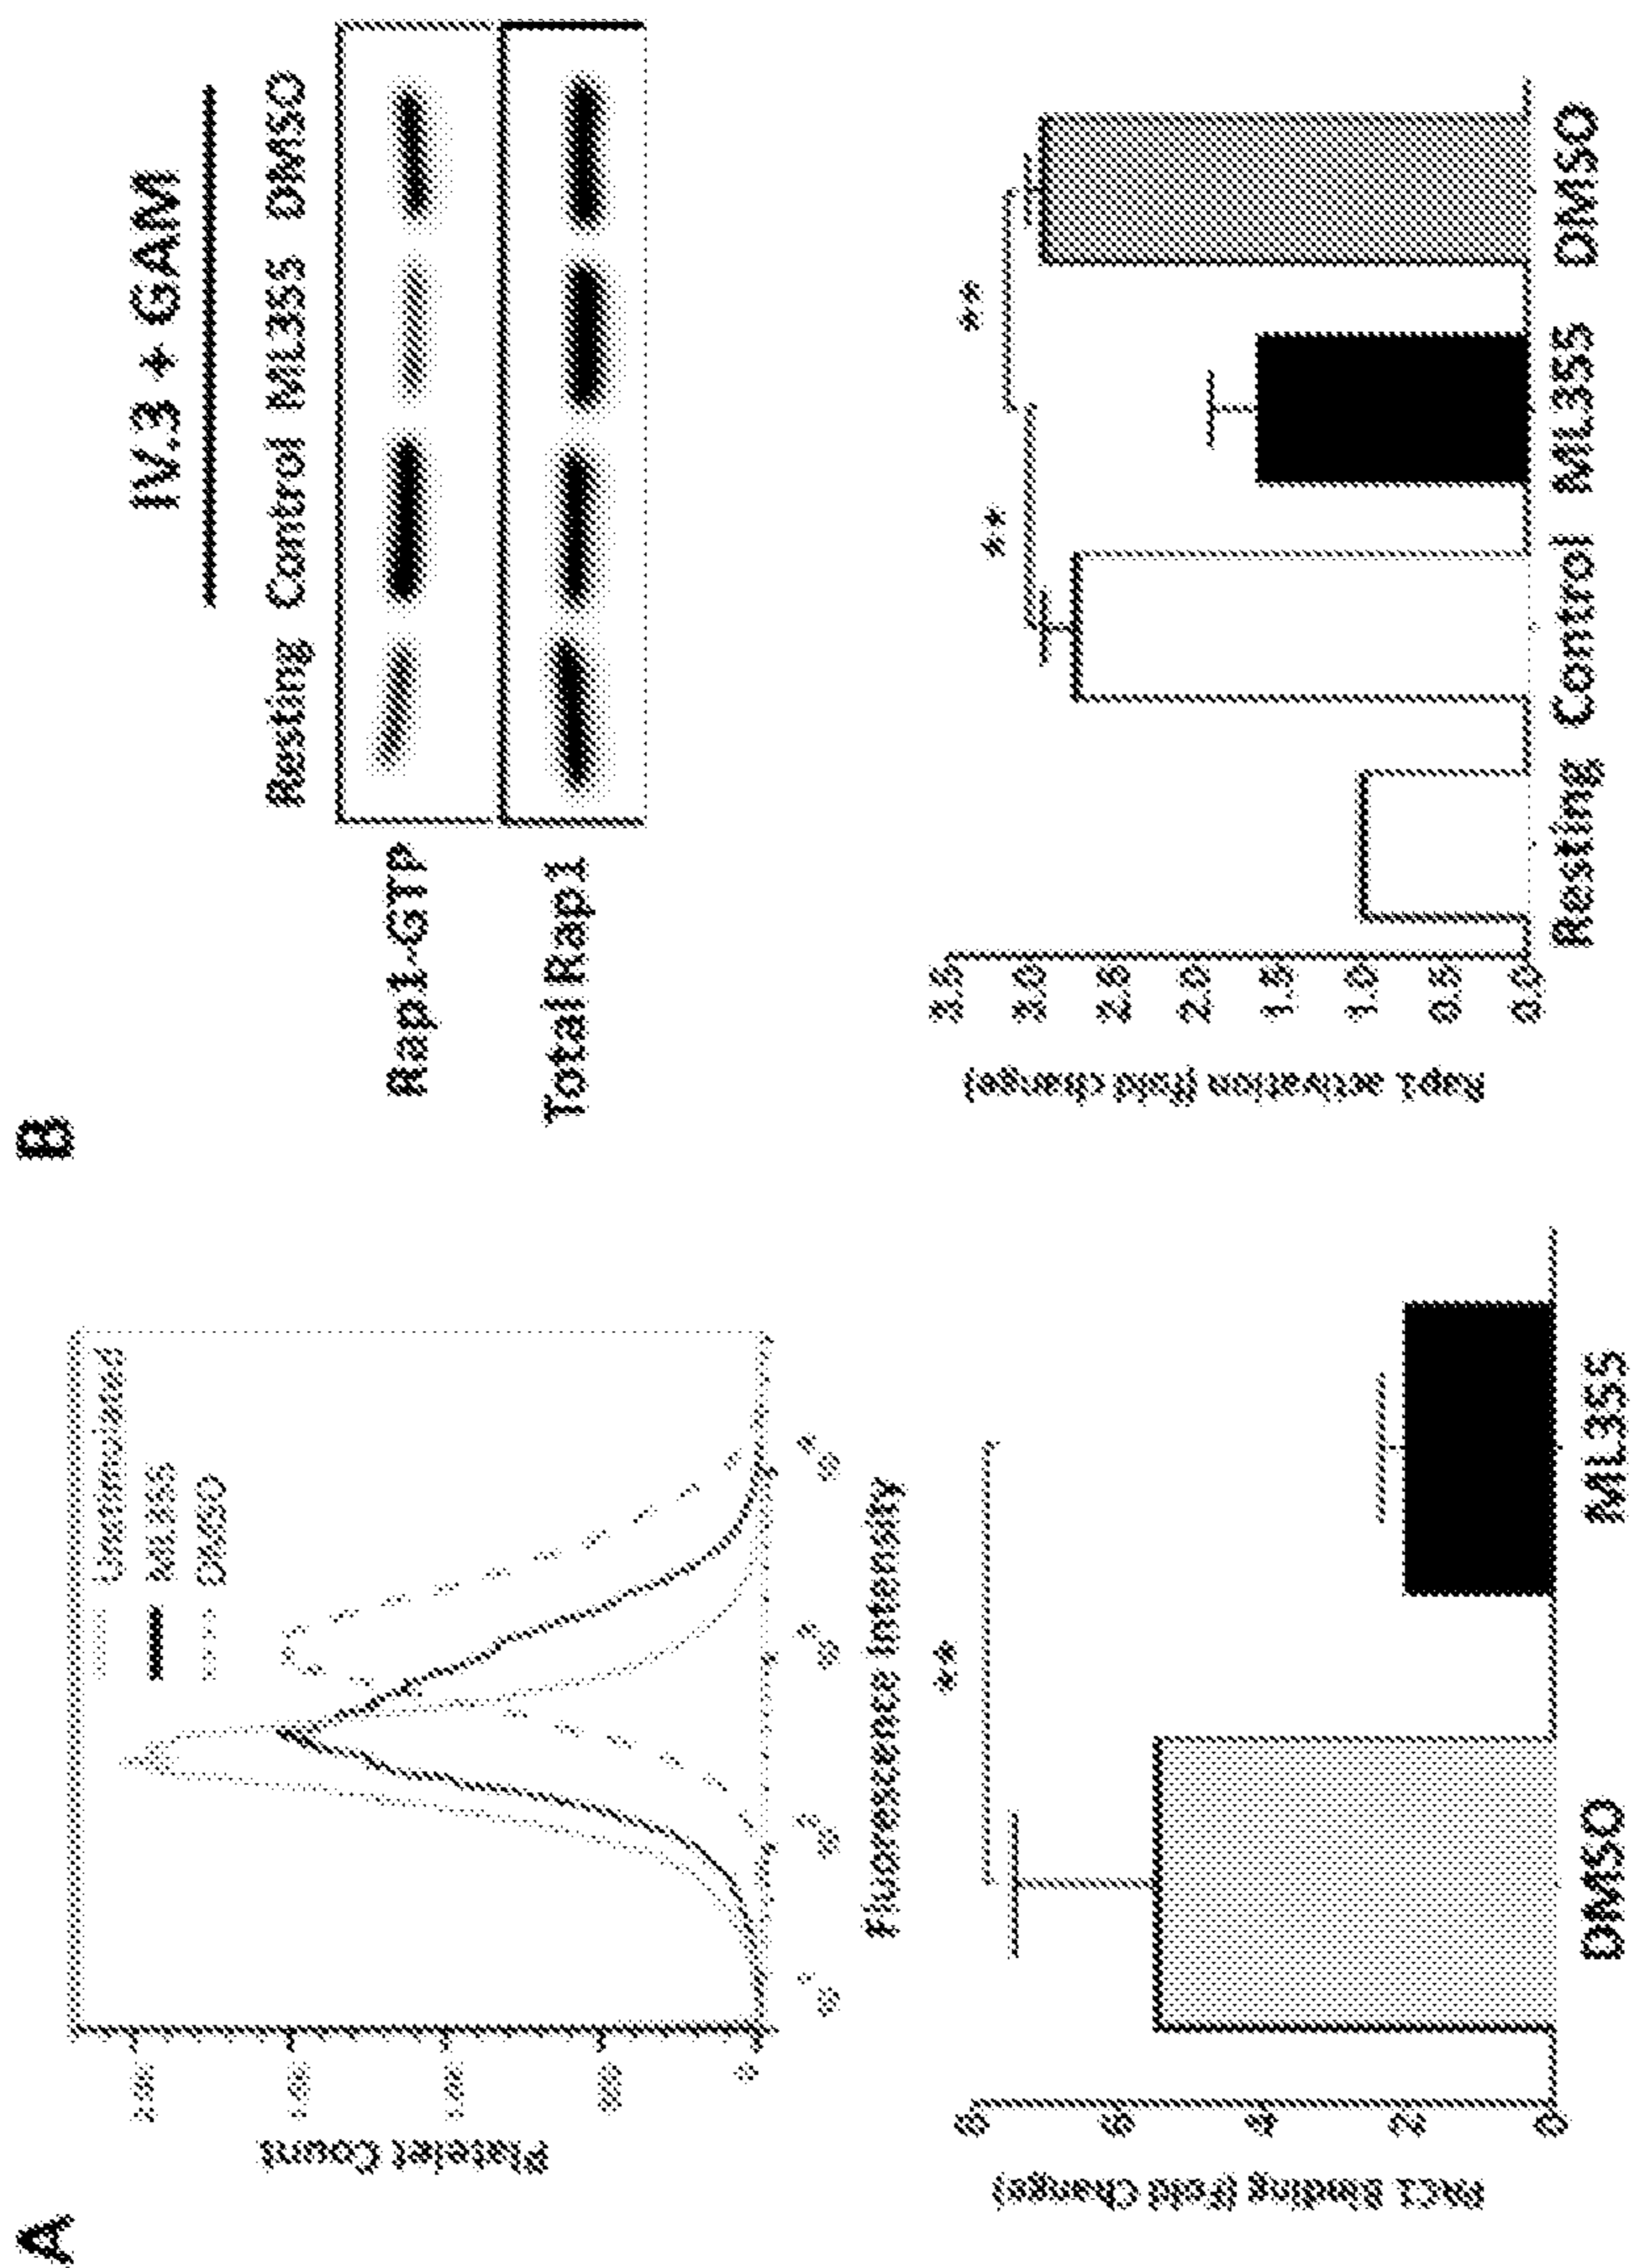 A
Platelet Count
0
Unstimulated
ML355
DMSO
Fluorescence Intensity
PAC1 Binding (Fold Change)
8
6
4
2
0
**
DMSO
ML355
B
IV.3 + GAM
Resting Control ML355 DMSO
Rap1-GTP
Total Rap1
Rap1 activation (fold change)
3.5
3.0
2.5
2.0
1.5
1.0
0.5
0.0
**
**
Resting Control ML355 DMSO